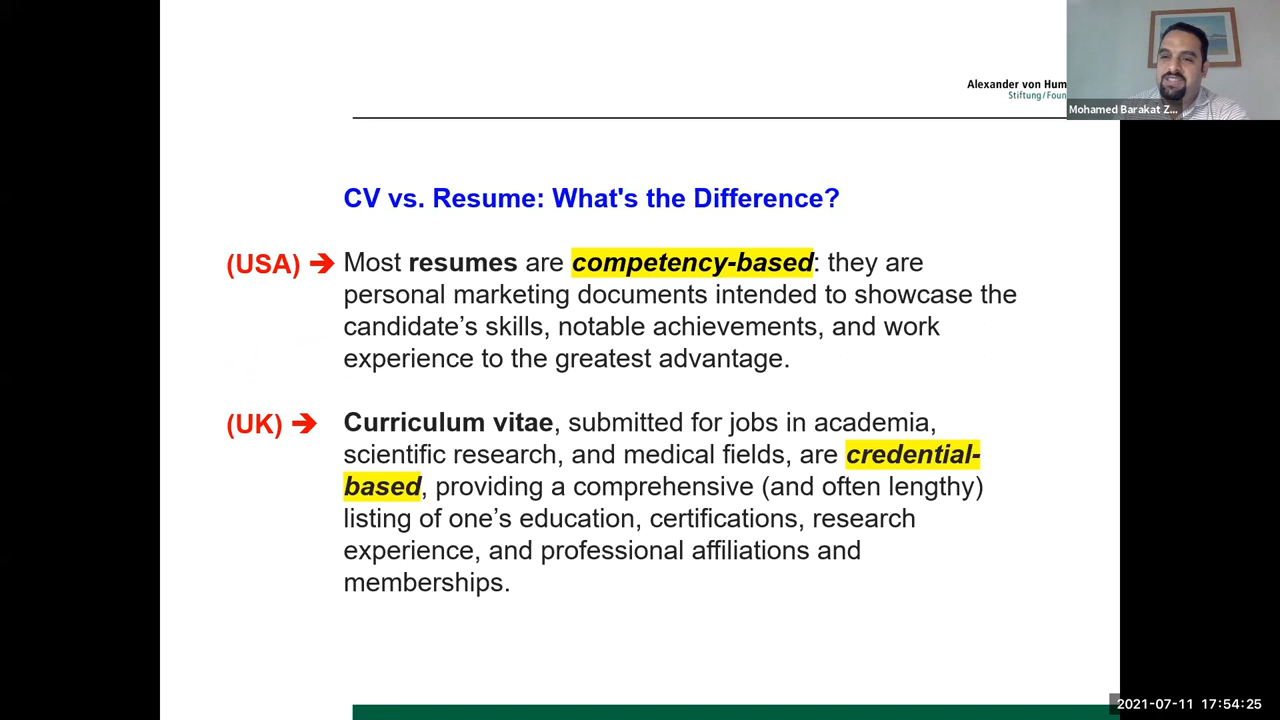 Alexander von Hum
Stiftung/Foun
Mohamed Barakat Z...
CV vs. Resume: What's the Difference?
(USA) ➔ Most resumes are competency-based: they are
personal marketing documents intended to showcase the
candidate’s skills, notable achievements, and work
experience to the greatest advantage.
(UK) ➔ Curriculum vitae, submitted for jobs in academia,
scientific research, and medical fields, are credential-
based, providing a comprehensive (and often lengthy)
listing of one’s education, certifications, research
experience, and professional affiliations and
memberships.
2021-07-11 17:54:25